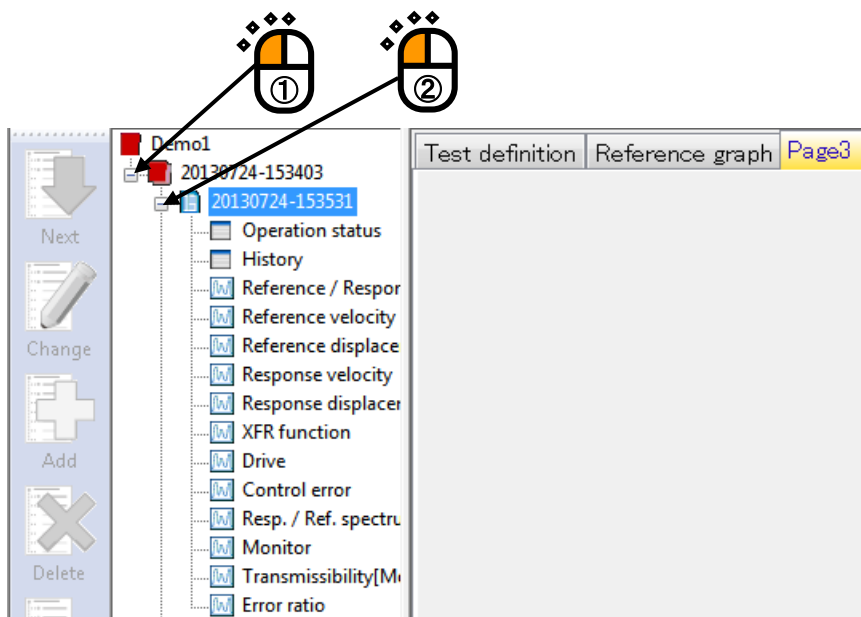 ① ②
Demo1
20130724-153403
20130724-153531
Operation status
History
Reference / Respor
Reference velocity
Reference displace
Response velocity
Response displacer
XFR function
Drive
Control error
Resp. / Ref. spectru
Monitor
Transmissibility[Mo
Error ratio
Next
Change
Add
Delete
Test definition Reference graph Page3